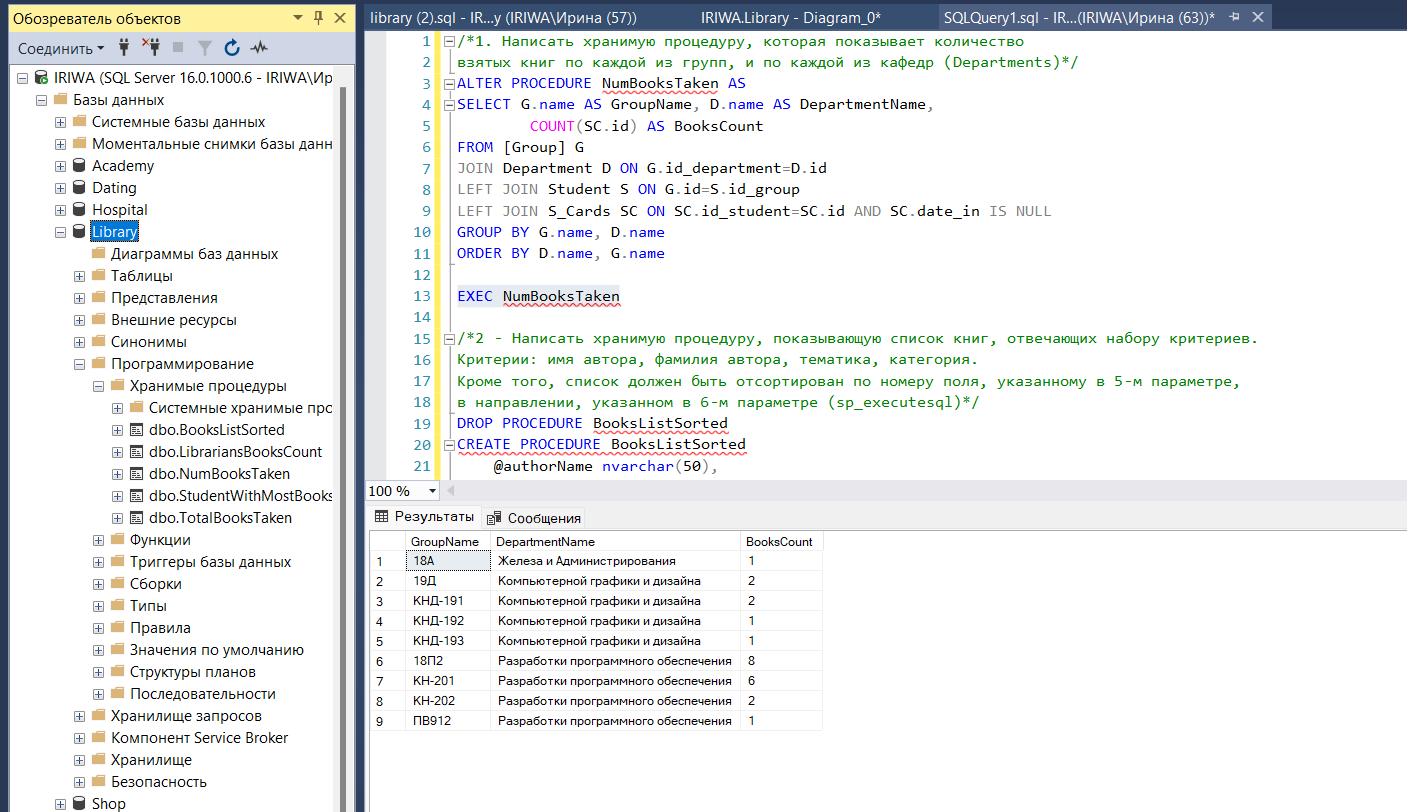 Обозреватель объектов
Соединить
IRIWA (SQL Server 16.0.1000.6 - IRIWA\Ир
Базы данных
Системные базы данных
Моментальные снимки базы данн
Academy
Dating
Hospital
Library
Диаграммы баз данных
Таблицы
Представления
Внешние ресурсы
Синонимы
Программирование
Хранимые процедуры
Системные хранимые про
dbo.BooksListSorted
dbo.LibrariansBooksCount
dbo.NumBooksTaken
dbo.StudentWithMostBooks
dbo.TotalBooksTaken
Функции
Триггеры базы данных
Сборки
Типы
Правила
Значения по умолчанию
Структуры планов
Последовательности
Хранилище запросов
Компонент Service Broker
Хранилище
Безопасность
Shop
library (2).sql - IR...y (IRIWA\Ирина (57)) IRIWA.Library - Diagram_0* SQLQuery1.sql - IR...(IRIWA\Ирина (63))*
1 /*1. Написать хранимую процедуру, которая показывает количество
2 взятых книг по каждой из групп, и по каждой из кафедр (Departments)*/
3 ALTER PROCEDURE NumBooksTaken AS
4 SELECT G.name AS GroupName, D.name AS DepartmentName,
5 COUNT(SC.id) AS BooksCount
6 FROM [Group] G
7 JOIN Department D ON G.id_department=D.id
8 LEFT JOIN Student S ON G.id=S.id_group
9 LEFT JOIN S_Cards SC ON SC.id_student=SC.id AND SC.date_in IS NULL
10 GROUP BY G.name, D.name
11 ORDER BY D.name, G.name
12
13 EXEC NumBooksTaken
14
15 /*2 - Написать хранимую процедуру, показывающую список книг, отвечающих набору критериев.
16 Критерии: имя автора, фамилия автора, тематика, категория.
17 Кроме того, список должен быть отсортирован по номеру поля, указанному в 5-м параметре,
18 в направлении, указанном в 6-м параметре (sp_executesql)*/
19 DROP PROCEDURE BooksListSorted
20 CREATE PROCEDURE BooksListSorted
21 @authorName nvarchar(50),
100 %
Результаты Сообщения
GroupName DepartmentName BooksCount
1 18А Железа и Администрирования 1
2 19Д Компьютерной графики и дизайна 2
3 КНД-191 Компьютерной графики и дизайна 2
4 КНД-192 Компьютерной графики и дизайна 1
5 КНД-193 Компьютерной графики и дизайна 1
6 18П2 Разработки программного обеспечения 8
7 КН-201 Разработки программного обеспечения 6
8 КН-202 Разработки программного обеспечения 2
9 ПВ912 Разработки программного обеспечения 1